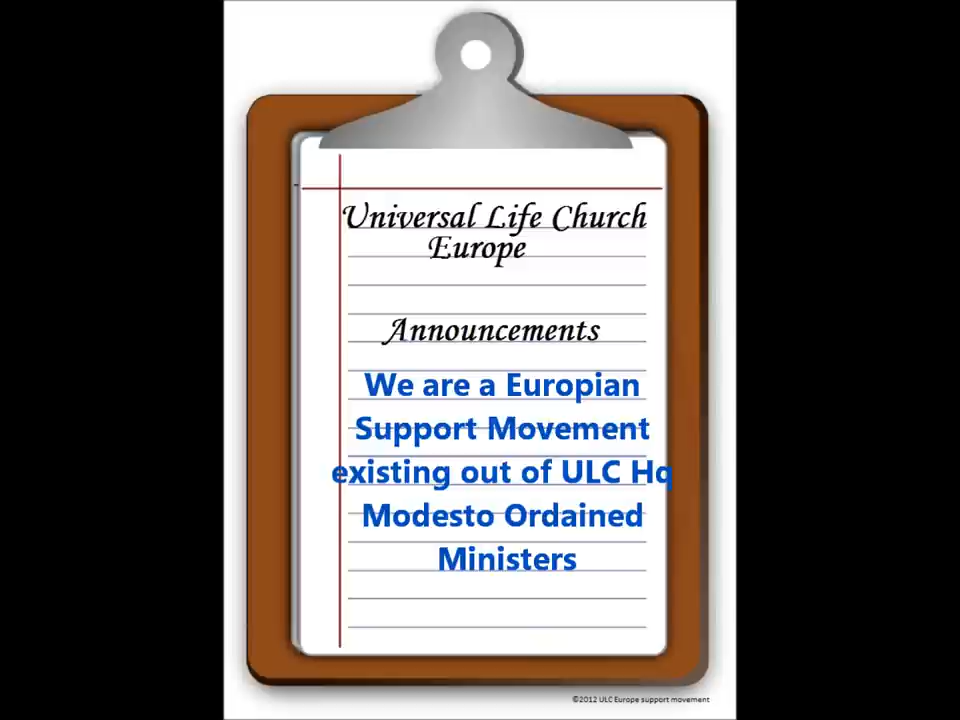 Universal Life Church
Europe
Announcements
We are a Europian
Support Movement
existing out of ULC Hq
Modesto Ordained
Ministers
©2012 ULC Europe support movement